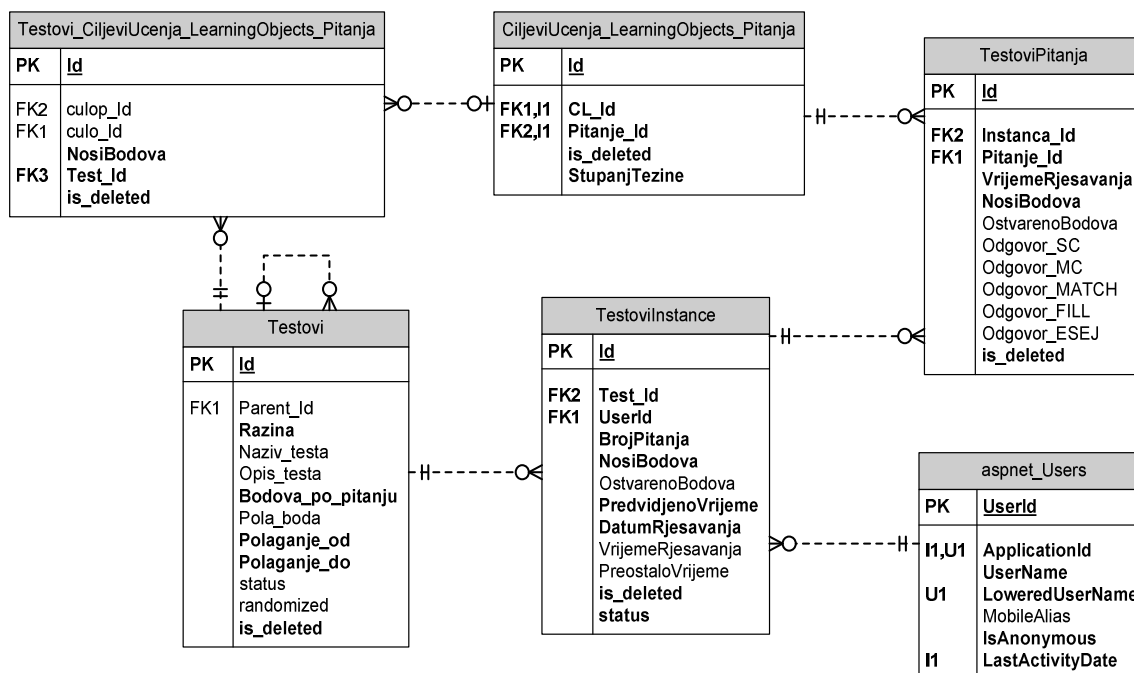 Testovi_CiljeviUcenja_LearningObjects_Pitanja
PK Id
FK2 culop_Id
FK1 culo_Id
NosiBodova
FK3 Test_Id
is_deleted
CiljeviUcenja_LearningObjects_Pitanja
PK Id
FK1,I1 CL_Id
FK2,I1 Pitanje_Id
is_deleted
StupanjTezine
TestoviPitanja
PK Id
FK2 Instanca_Id
FK1 Pitanje_Id
VrijemeRjesavanja
NosiBodova
OstvarenoBodova
Odgovor_SC
Odgovor_MC
Odgovor_MATCH
Odgovor_FILL
Odgovor_ESEJ
is_deleted
Testovi
PK Id
FK1 Parent_Id
Razina
Naziv_testa
Opis_testa
Bodova_po_pitanju
Pola_boda
Polaganje_od
Polaganje_do
status
randomized
is_deleted
TestoviInstance
PK Id
FK2 Test_Id
FK1 UserId
BrojPitanja
NosiBodova
OstvarenoBodova
PredvidjenoVrijeme
DatumRjesavanja
VrijemeRjesavanja
PreostaloVrijeme
is_deleted
status
aspnet_Users
PK UserId
I1,U1 ApplicationId
UserName
U1 LoweredUserName
MobileAlias
IsAnonymous
I1 LastActivityDate